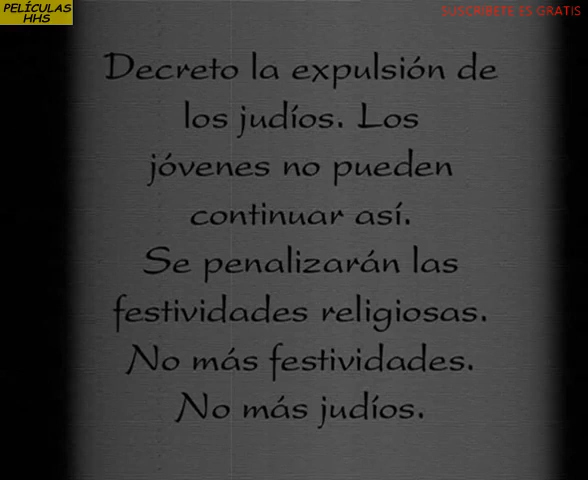 PELÍCULAS
HHS
SUSCRIBETE ES GRATIS
Decreto la expulsión de
los judíos. Los
jóvenes no pueden
continuar así.
Se penalizarán las
festividades religiosas.
No más festividades.
No más judíos.